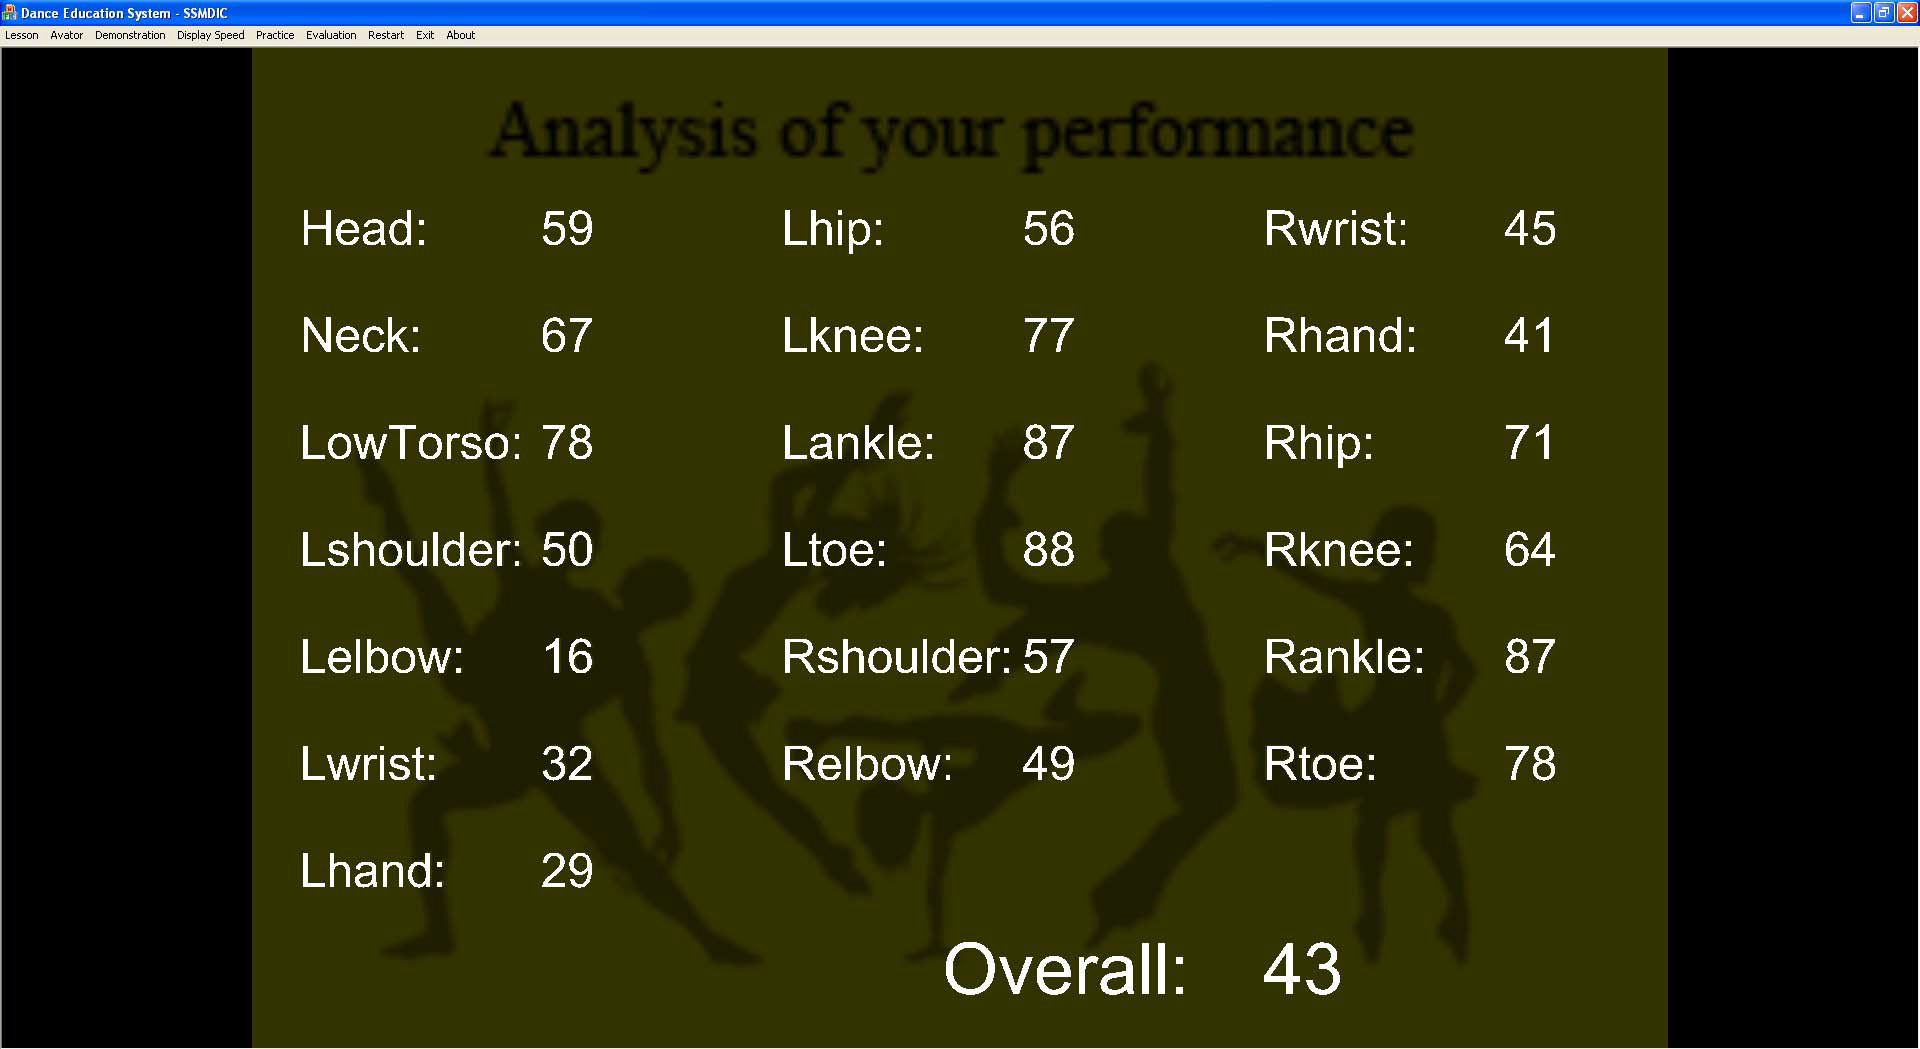 Dance Education System - SSMDIC
Lesson Avator Demonstration Display Speed Practice Evaluation Restart Exit About
Analysis of your performance
Head: 59 Lhip: 56 Rwrist: 45
Neck: 67 Lknee: 77 Rhand: 41
LowTorso: 78 Lankle: 87 Rhip: 71
Lshoulder: 50 Ltoe: 88 Rknee: 64
Lelbow: 16 Rshoulder: 57 Rankle: 87
Lwrist: 32 Relbow: 49 Rtoe: 78
Lhand: 29
Overall: 43